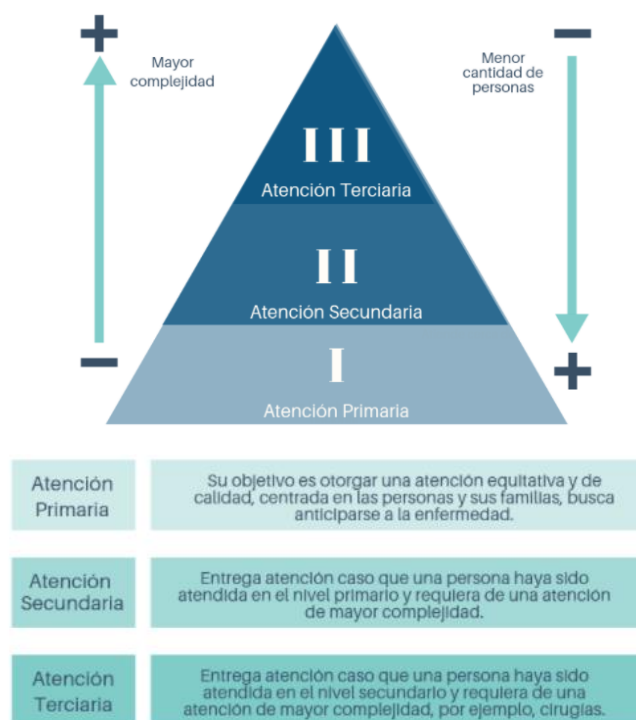 +
Mayor
complejidad
−
−
Menor
cantidad de
personas
+
III
Atención Terciaria
II
Atención Secundaria
I
Atención Primaria
Atención
Primaria
Su objetivo es otorgar una atención equitativa y de
calidad, centrada en las personas y sus familias, busca
anticiparse a la enfermedad.
Atención
Secundaria
Entrega atención caso que una persona haya sido
atendida en el nivel primario y requiera de una atención
de mayor complejidad.
Atención
Terciaria
Entrega atención caso que una persona haya sido
atendida en el nivel secundario y requiera de una
atención de mayor complejidad, por ejemplo, cirugías.